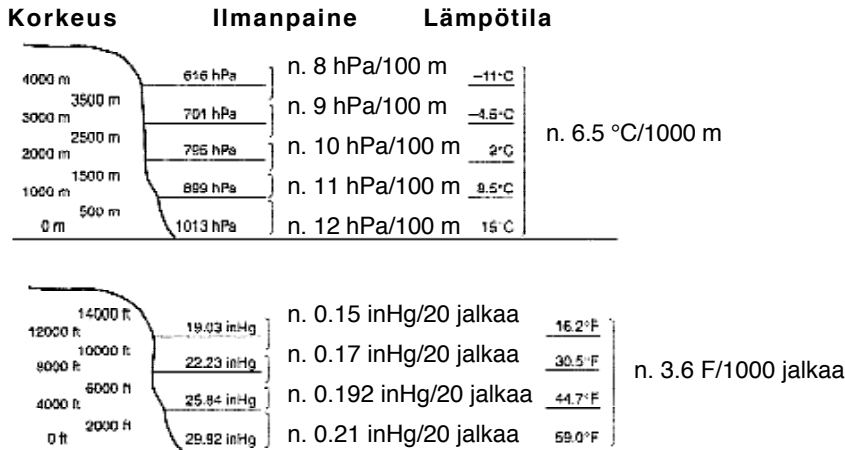 Korkeus Ilmanpaine Lämpötila
4000 m 616 hPa n. 8 hPa/100 m –11°C
3500 m
3000 m 701 hPa n. 9 hPa/100 m –4.5°C
n. 6.5 °C/1000 m
2500 m
2000 m 795 hPa n. 10 hPa/100 m 2°C
1500 m
1000 m 899 hPa n. 11 hPa/100 m 8.5°C
500 m
0 m 1013 hPa n. 12 hPa/100 m 15°C
14000 ft n. 0.15 inHg/20 jalkaa
12000 ft 19.03 inHg 16.2°F
10000 ft n. 0.17 inHg/20 jalkaa
8000 ft 22.23 inHg 30.5°F
n. 3.6 F/1000 jalkaa
6000 ft n. 0.192 inHg/20 jalkaa
4000 ft 25.84 inHg 44.7°F
2000 ft n. 0.21 inHg/20 jalkaa
0 ft 29.92 inHg 59.0°F